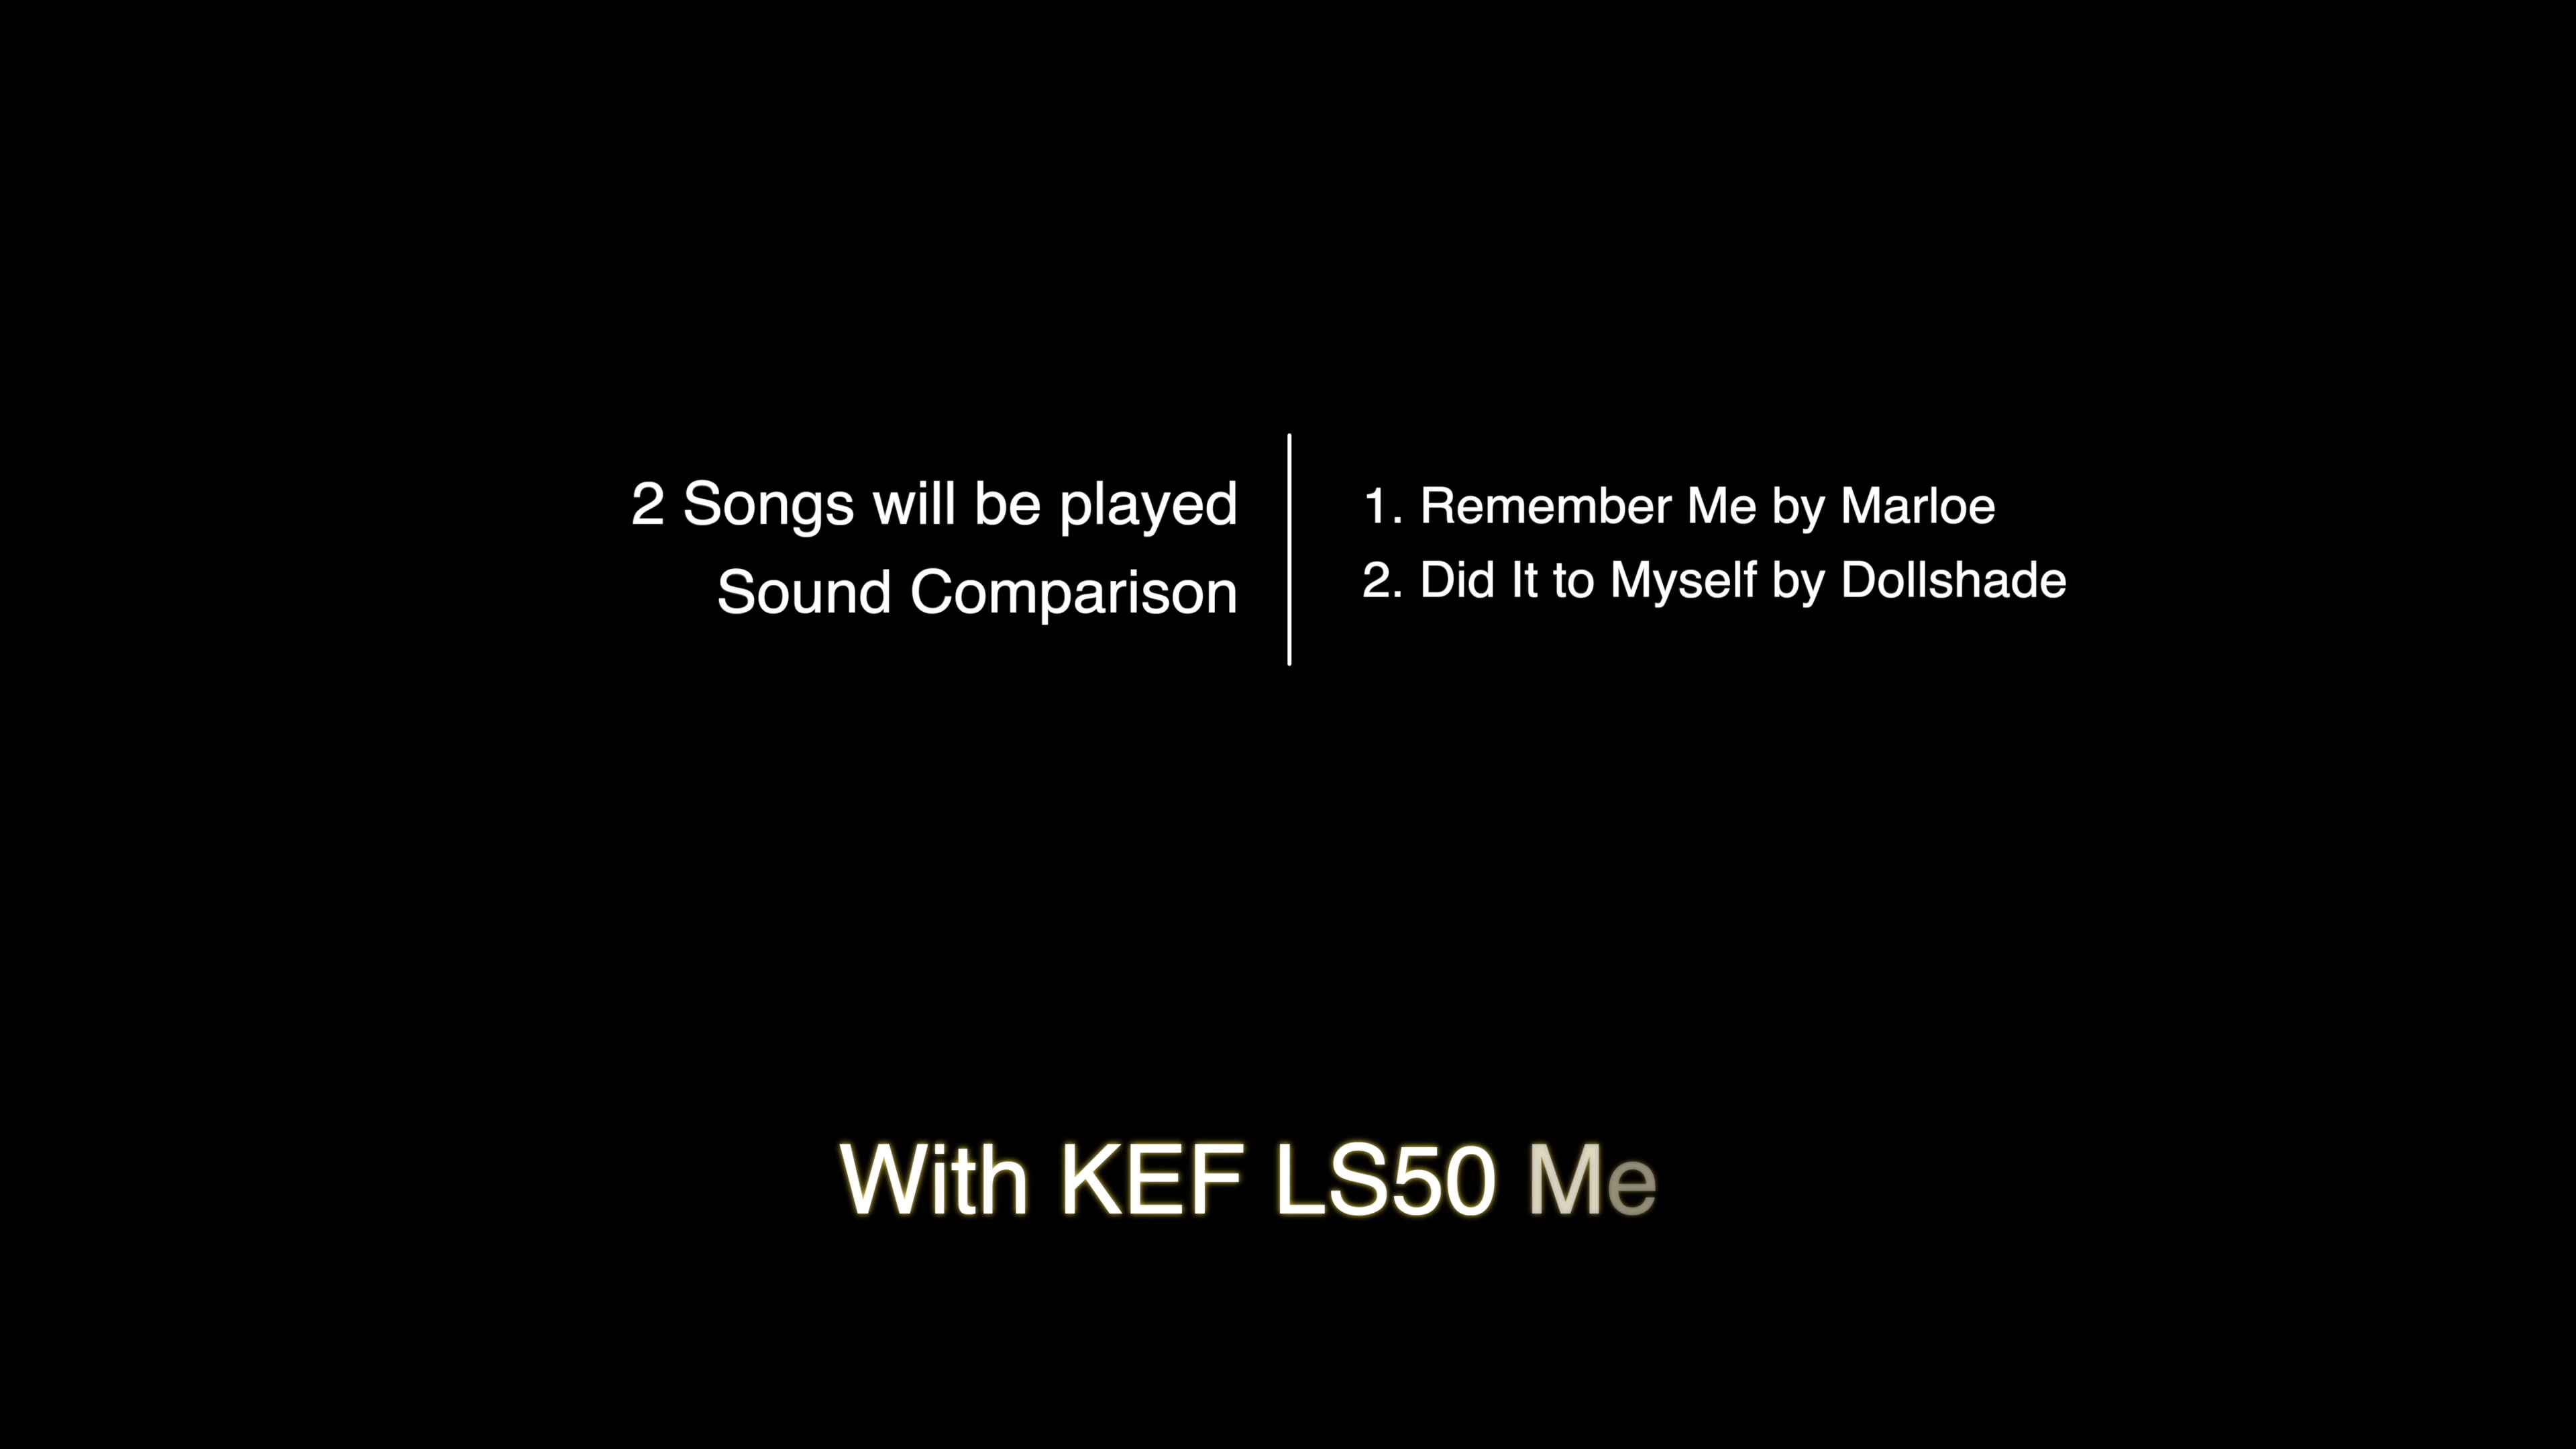 2 Songs will be played
Sound Comparison
1. Remember Me by Marloe
2. Did It to Myself by Dollshade
With KEF LS50 Me